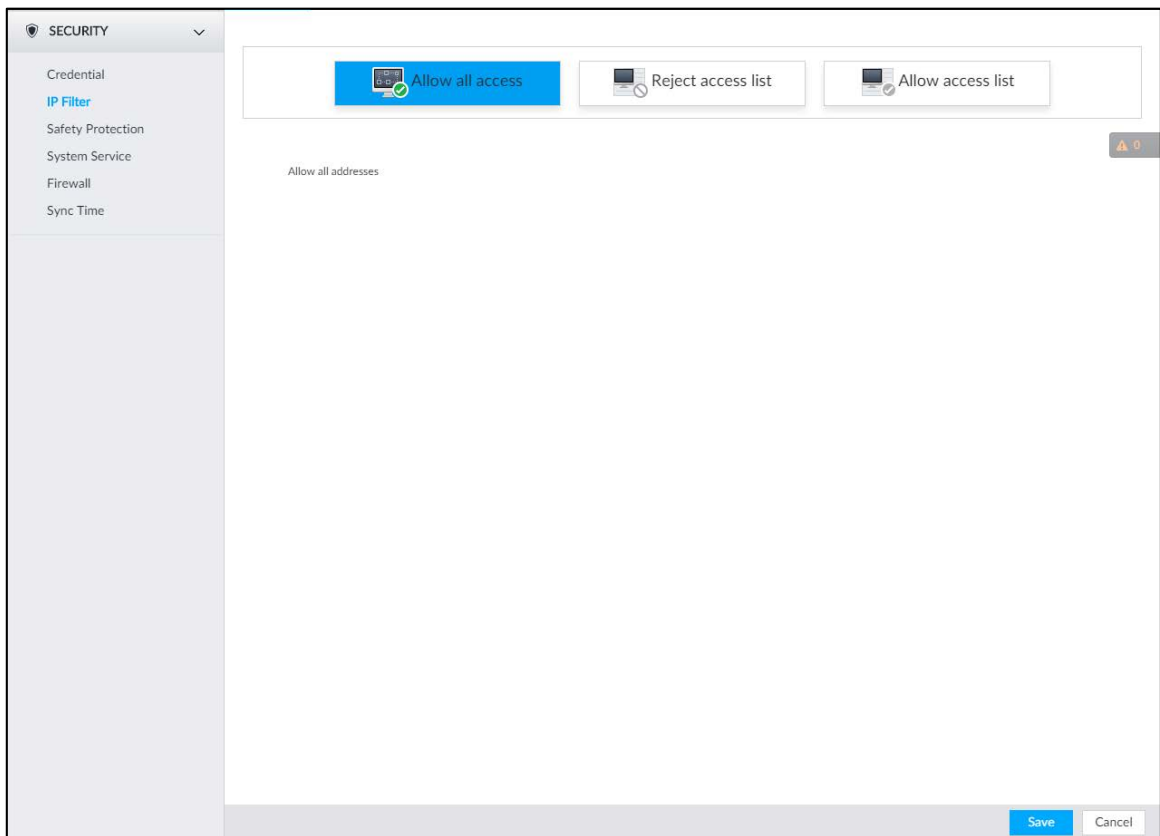 SECURITY
Credential
IP Filter
Safety Protection
System Service
Firewall
Sync Time
Allow all access
Reject access list
Allow access list
0
Allow all addresses
Save
Cancel